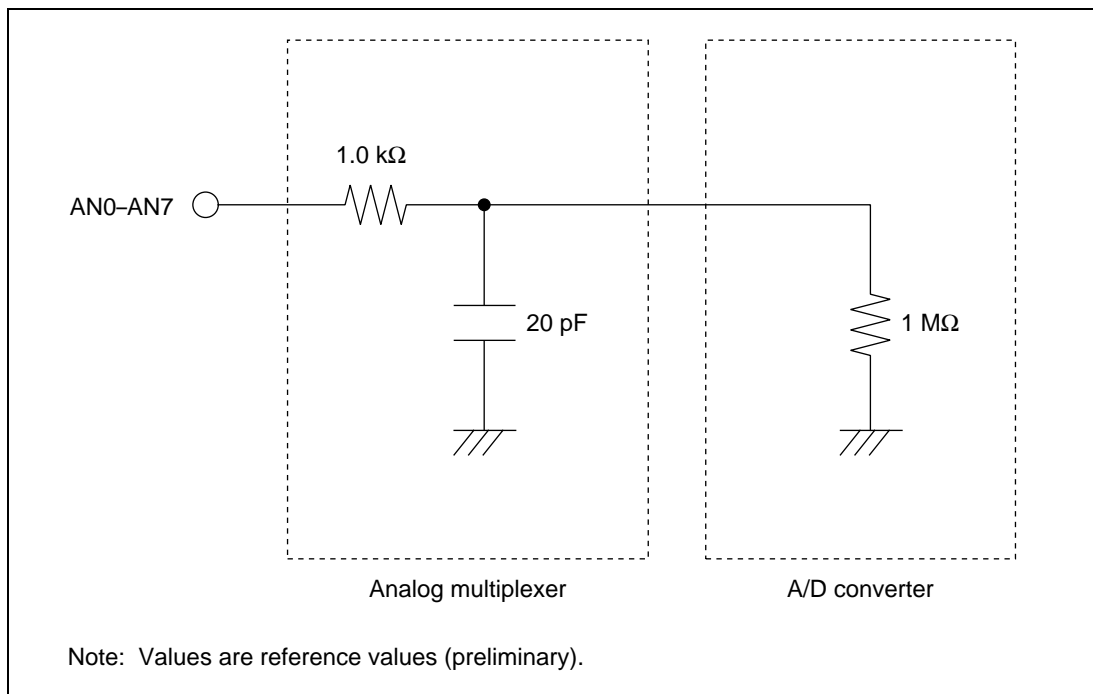 1.0 kΩ
AN0–AN7
20 pF
1 MΩ
Analog multiplexer
A/D converter
Note: Values are reference values (preliminary).